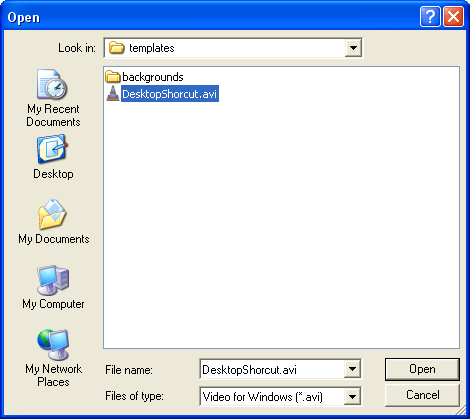 Open
Look in: templates
My Recent
Documents
Desktop
My Documents
My Computer
My Network
Places
backgrounds
DesktopShorcut.avi
File name: DesktopShorcut.avi Open
Files of type: Video for Windows (*.avi) Cancel